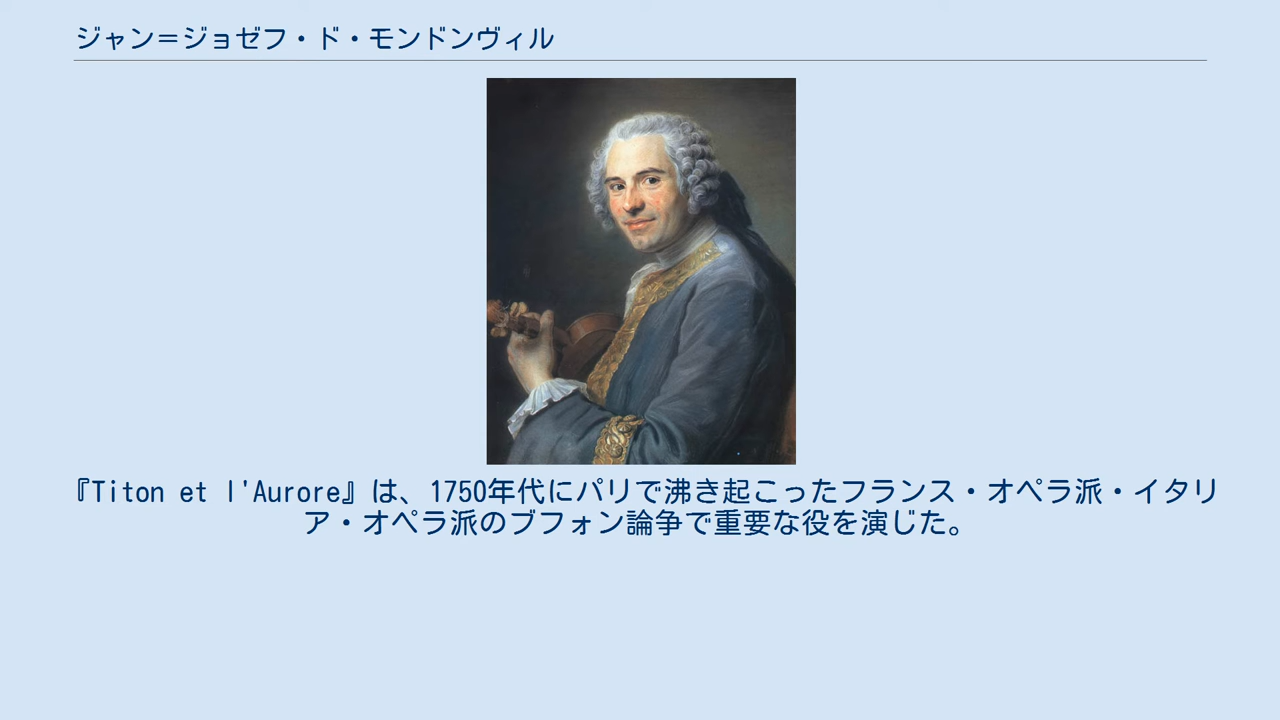 ジャン＝ジョゼフ・ド・モンドンヴィル
『Titon et l'Aurore』は、1750年代にパリで沸き起こったフランス・オペラ派・イタリ
ア・オペラ派のブフォン論争で重要な役を演じた。